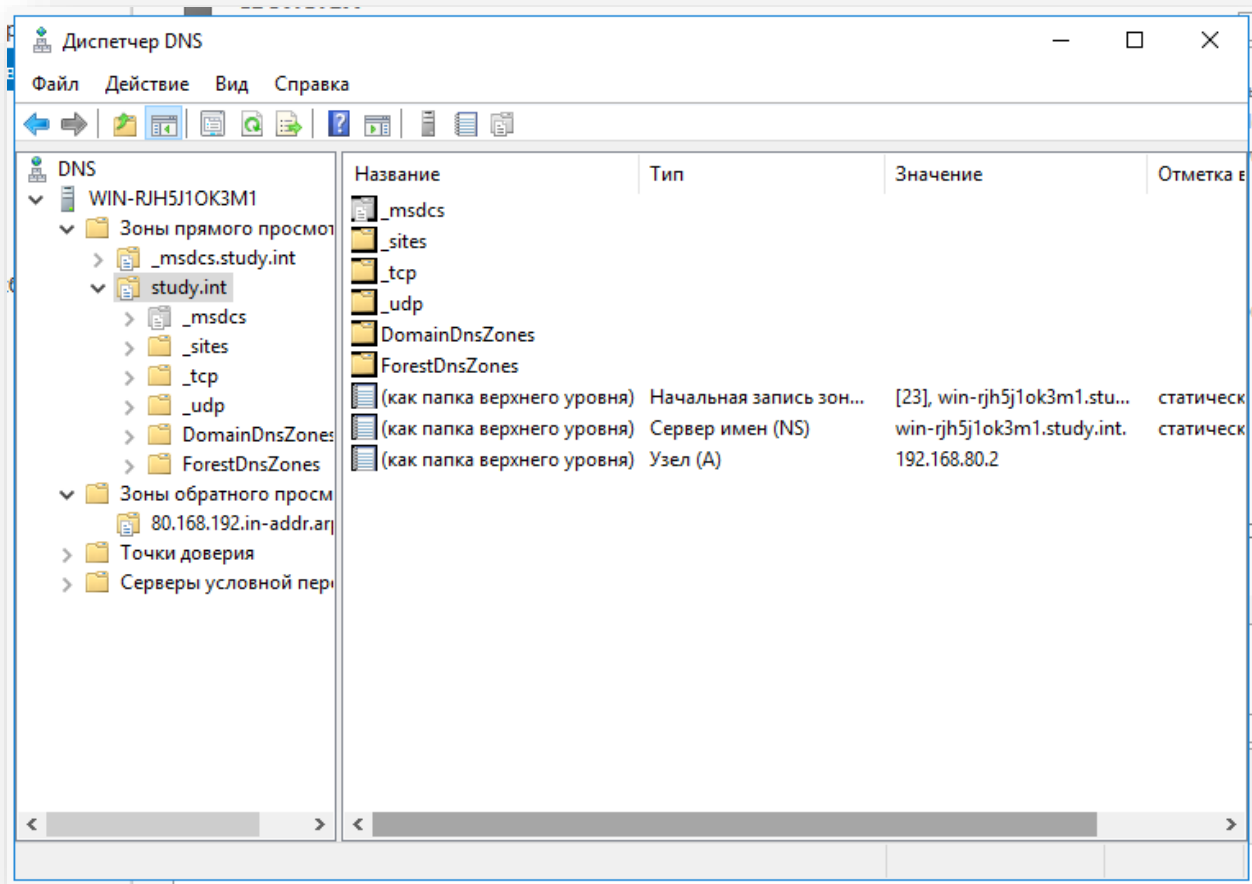 Диспетчер DNS
Файл Действие Вид Справка
DNS
WIN-RJH5J1OK3M1
Зоны прямого просмот
_msdcs.study.int
study.int
_msdcs
_sites
_tcp
_udp
DomainDnsZones
ForestDnsZones
Зоны обратного просм
80.168.192.in-addr.arp
Точки доверия
Серверы условной пере
Название Тип Значение Отметка в
_msdcs
_sites
_tcp
_udp
DomainDnsZones
ForestDnsZones
(как папка верхнего уровня) Начальная запись зон... [23], win-rjh5j1ok3m1.stu... статическ
(как папка верхнего уровня) Сервер имен (NS) win-rjh5j1ok3m1.study.int. статическ
(как папка верхнего уровня) Узел (A) 192.168.80.2